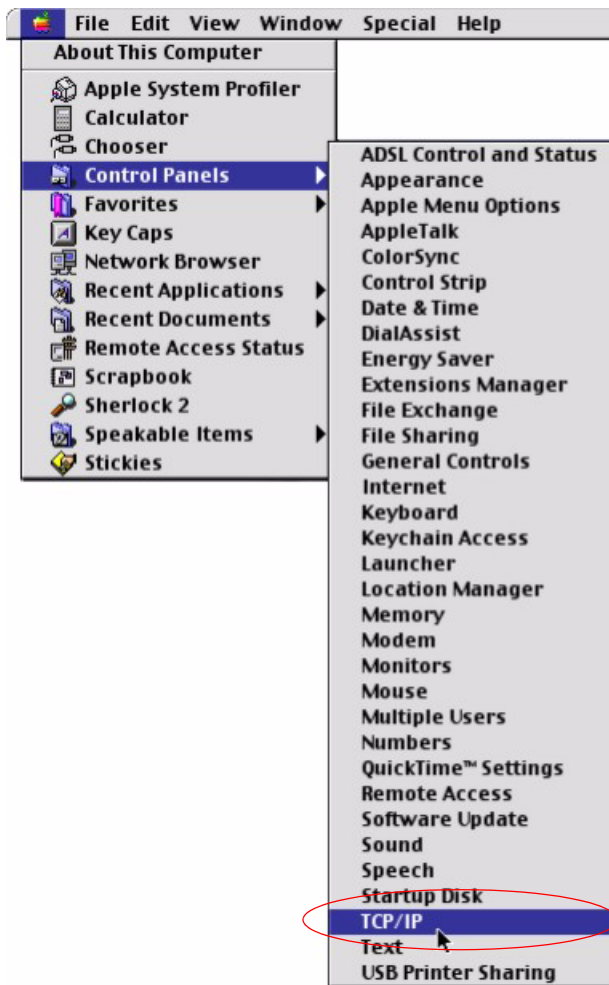 File Edit View Window Special Help
About This Computer
Apple System Profiler
Calculator
Chooser
Control Panels
Favorites
Key Caps
Network Browser
Recent Applications
Recent Documents
Remote Access Status
Scrapbook
Sherlock 2
Speakable Items
Stickies
ADSL Control and Status
Appearance
Apple Menu Options
AppleTalk
ColorSync
Control Strip
Date & Time
DialAssist
Energy Saver
Extensions Manager
File Exchange
File Sharing
General Controls
Internet
Keyboard
Keychain Access
Launcher
Location Manager
Memory
Modem
Monitors
Mouse
Multiple Users
Numbers
QuickTime™ Settings
Remote Access
Software Update
Sound
Speech
Startup Disk
TCP/IP
Text
USB Printer Sharing